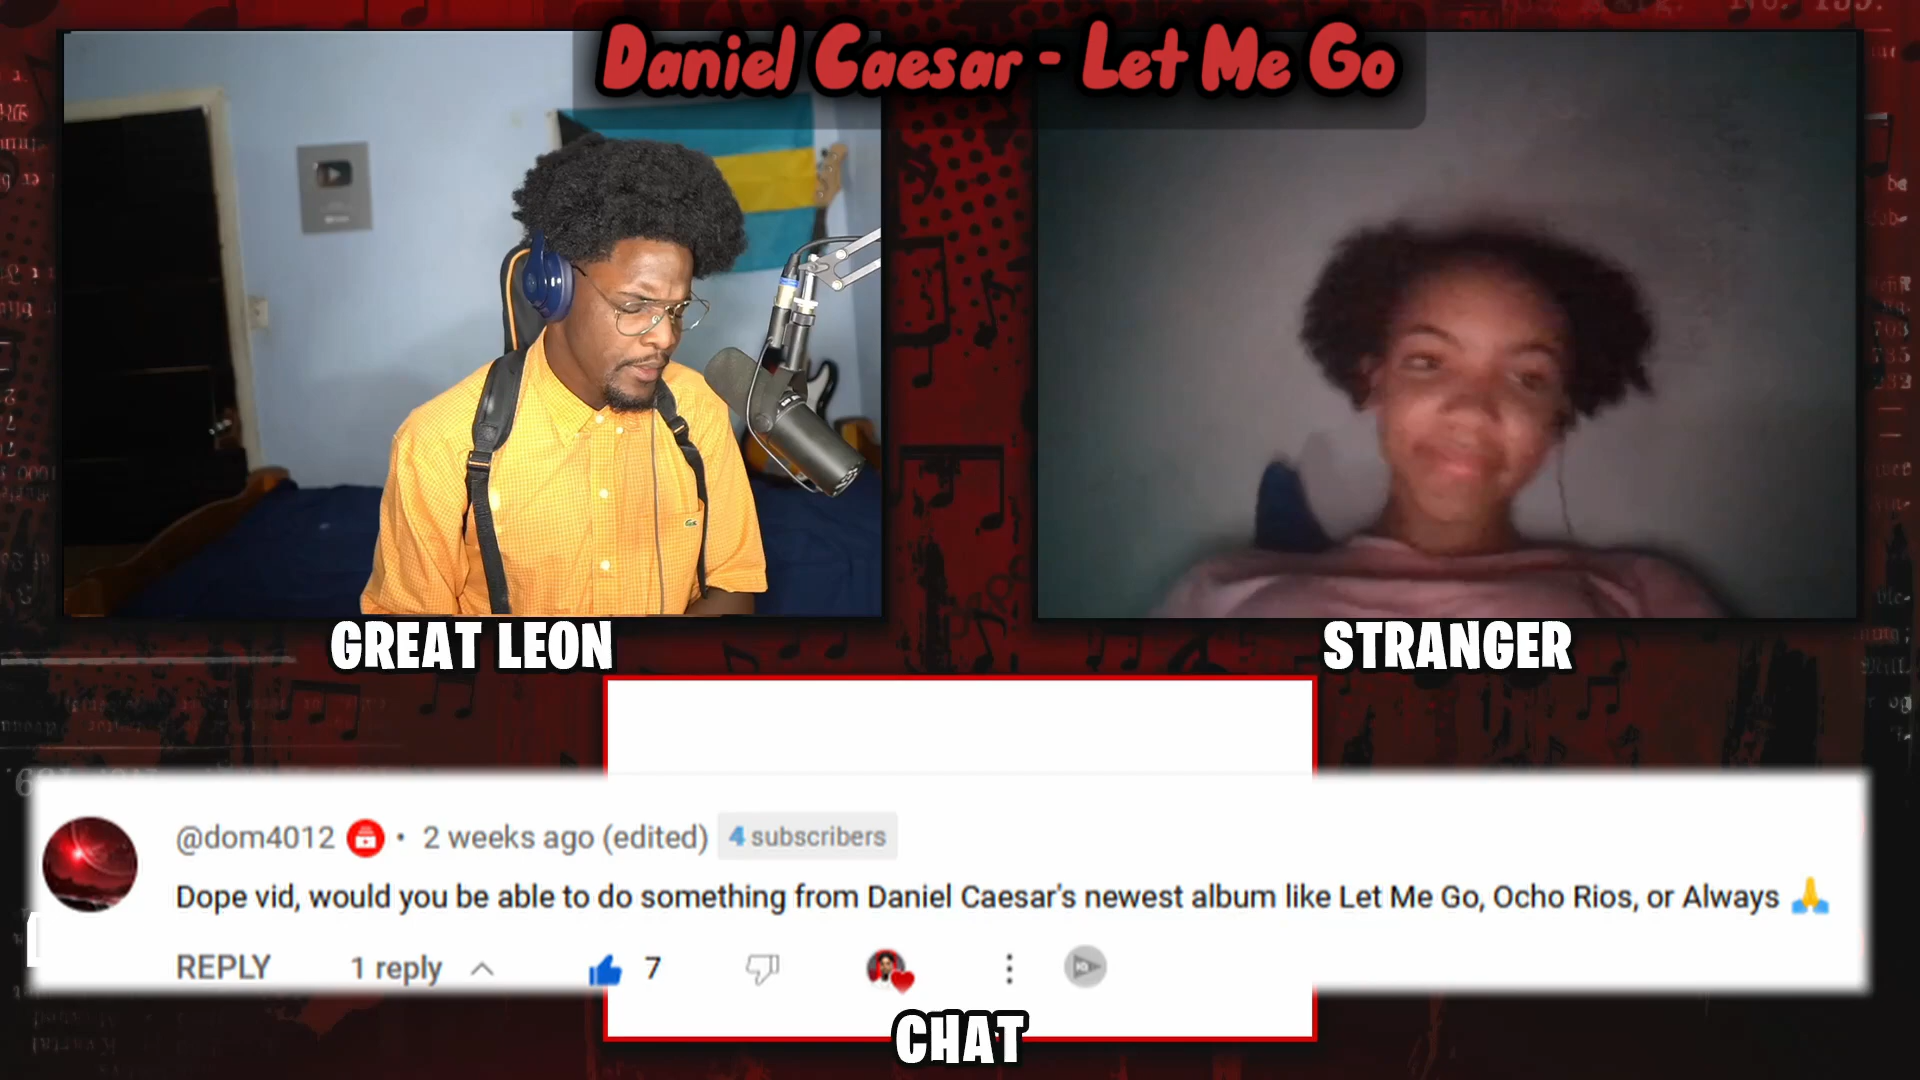 Daniel Caesar - Let Me Go
GREAT LEON
STRANGER
@dom4012 • 2 weeks ago (edited) 4 subscribers
Dope vid, would you be able to do something from Daniel Caesar's newest album like Let Me Go, Ocho Rios, or Always 🙏
REPLY 1 reply 7
CHAT